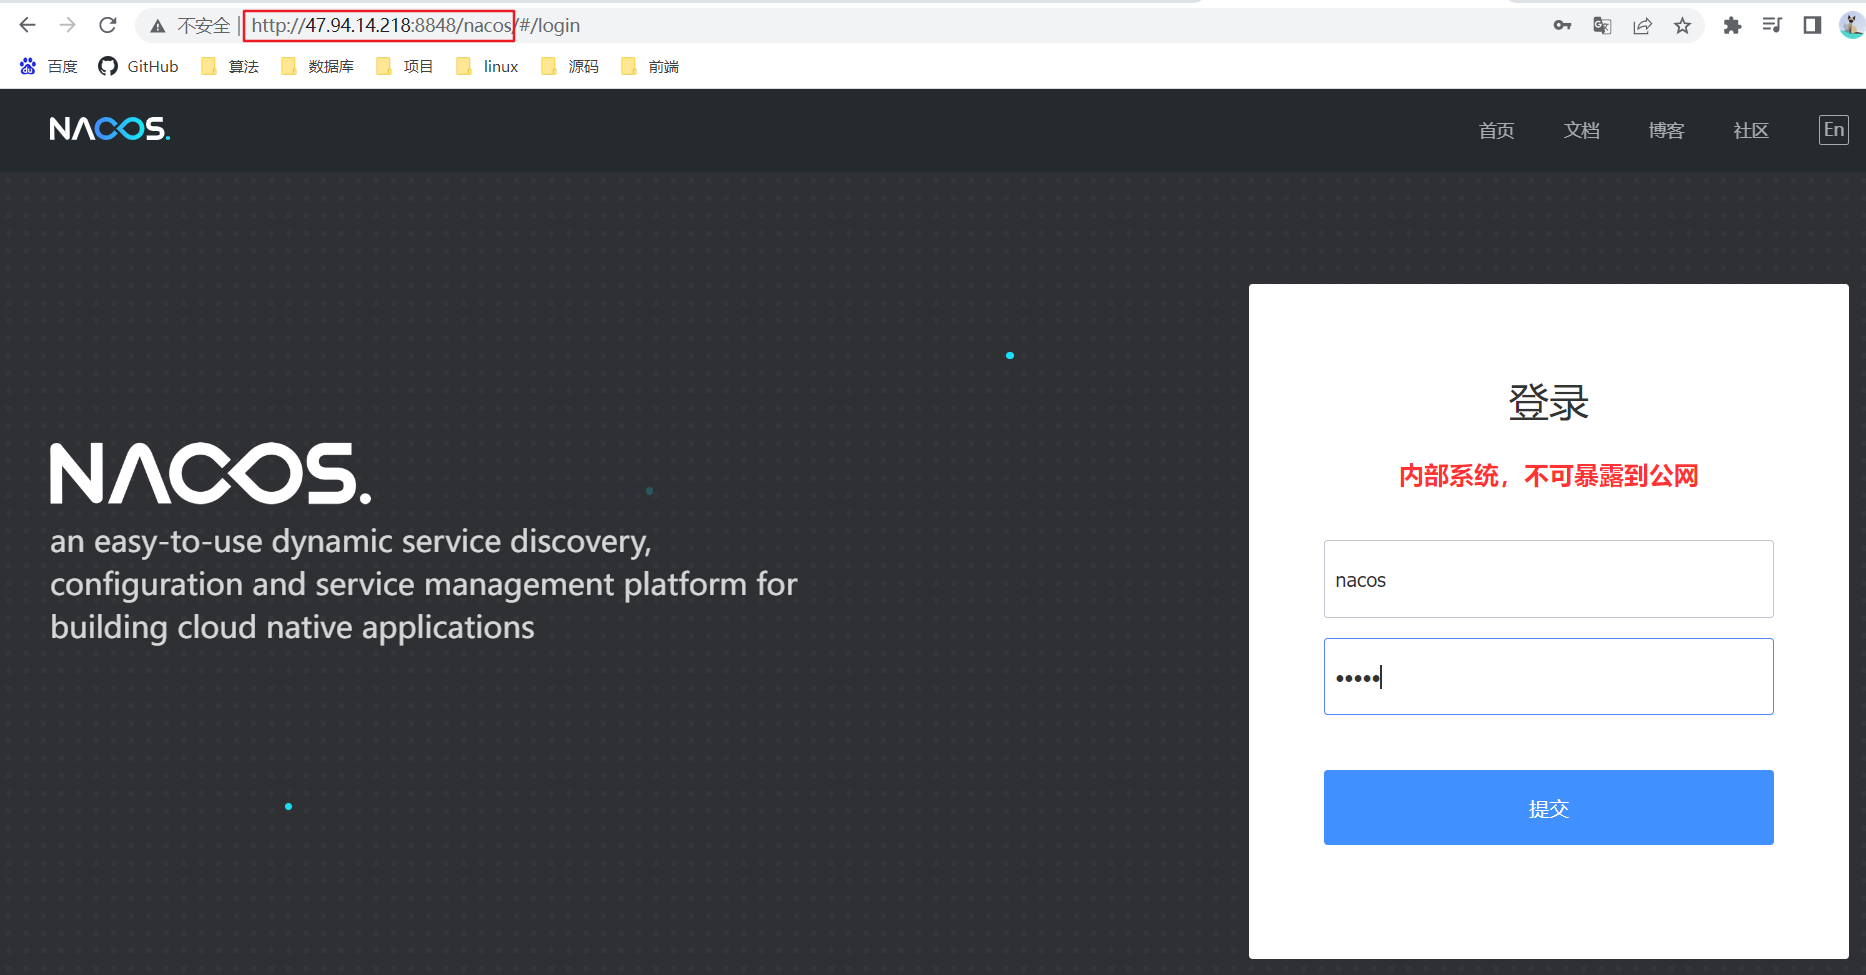 不安全 | http://47.94.14.218:8848/nacos/#/login
百度 GitHub 算法 数据库 项目 linux 源码 前端
NACOS. 首页 文档 博客 社区 En
登录
内部系统，不可暴露到公网
NACOS.
an easy-to-use dynamic service discovery,
configuration and service management platform for
building cloud native applications
nacos
•••••
提交